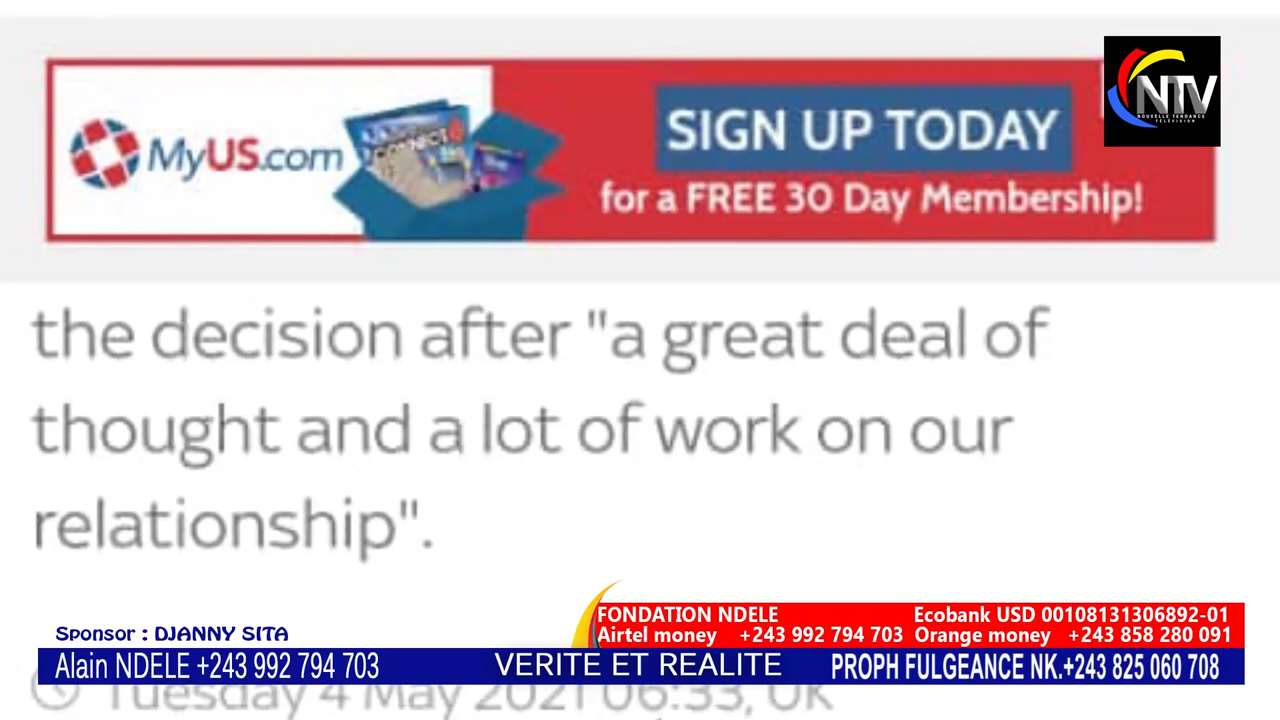 MyUS.com
SIGN UP TODAY
for a FREE 30 Day Membership!
NTV
NOUVELLE TENDANCE
TÉLÉVISION
the decision after "a great deal of
thought and a lot of work on our
relationship".
Sponsor : DJANNY SITA
FONDATION NDELE Ecobank USD 00108131306892-01
Airtel money +243 992 794 703 Orange money +243 858 280 091
Alain NDELE +243 992 794 703 VERITE ET REALITE PROPH FULGEANCE NK.+243 825 060 708
Tuesday 4 May 2021 06:33, UK